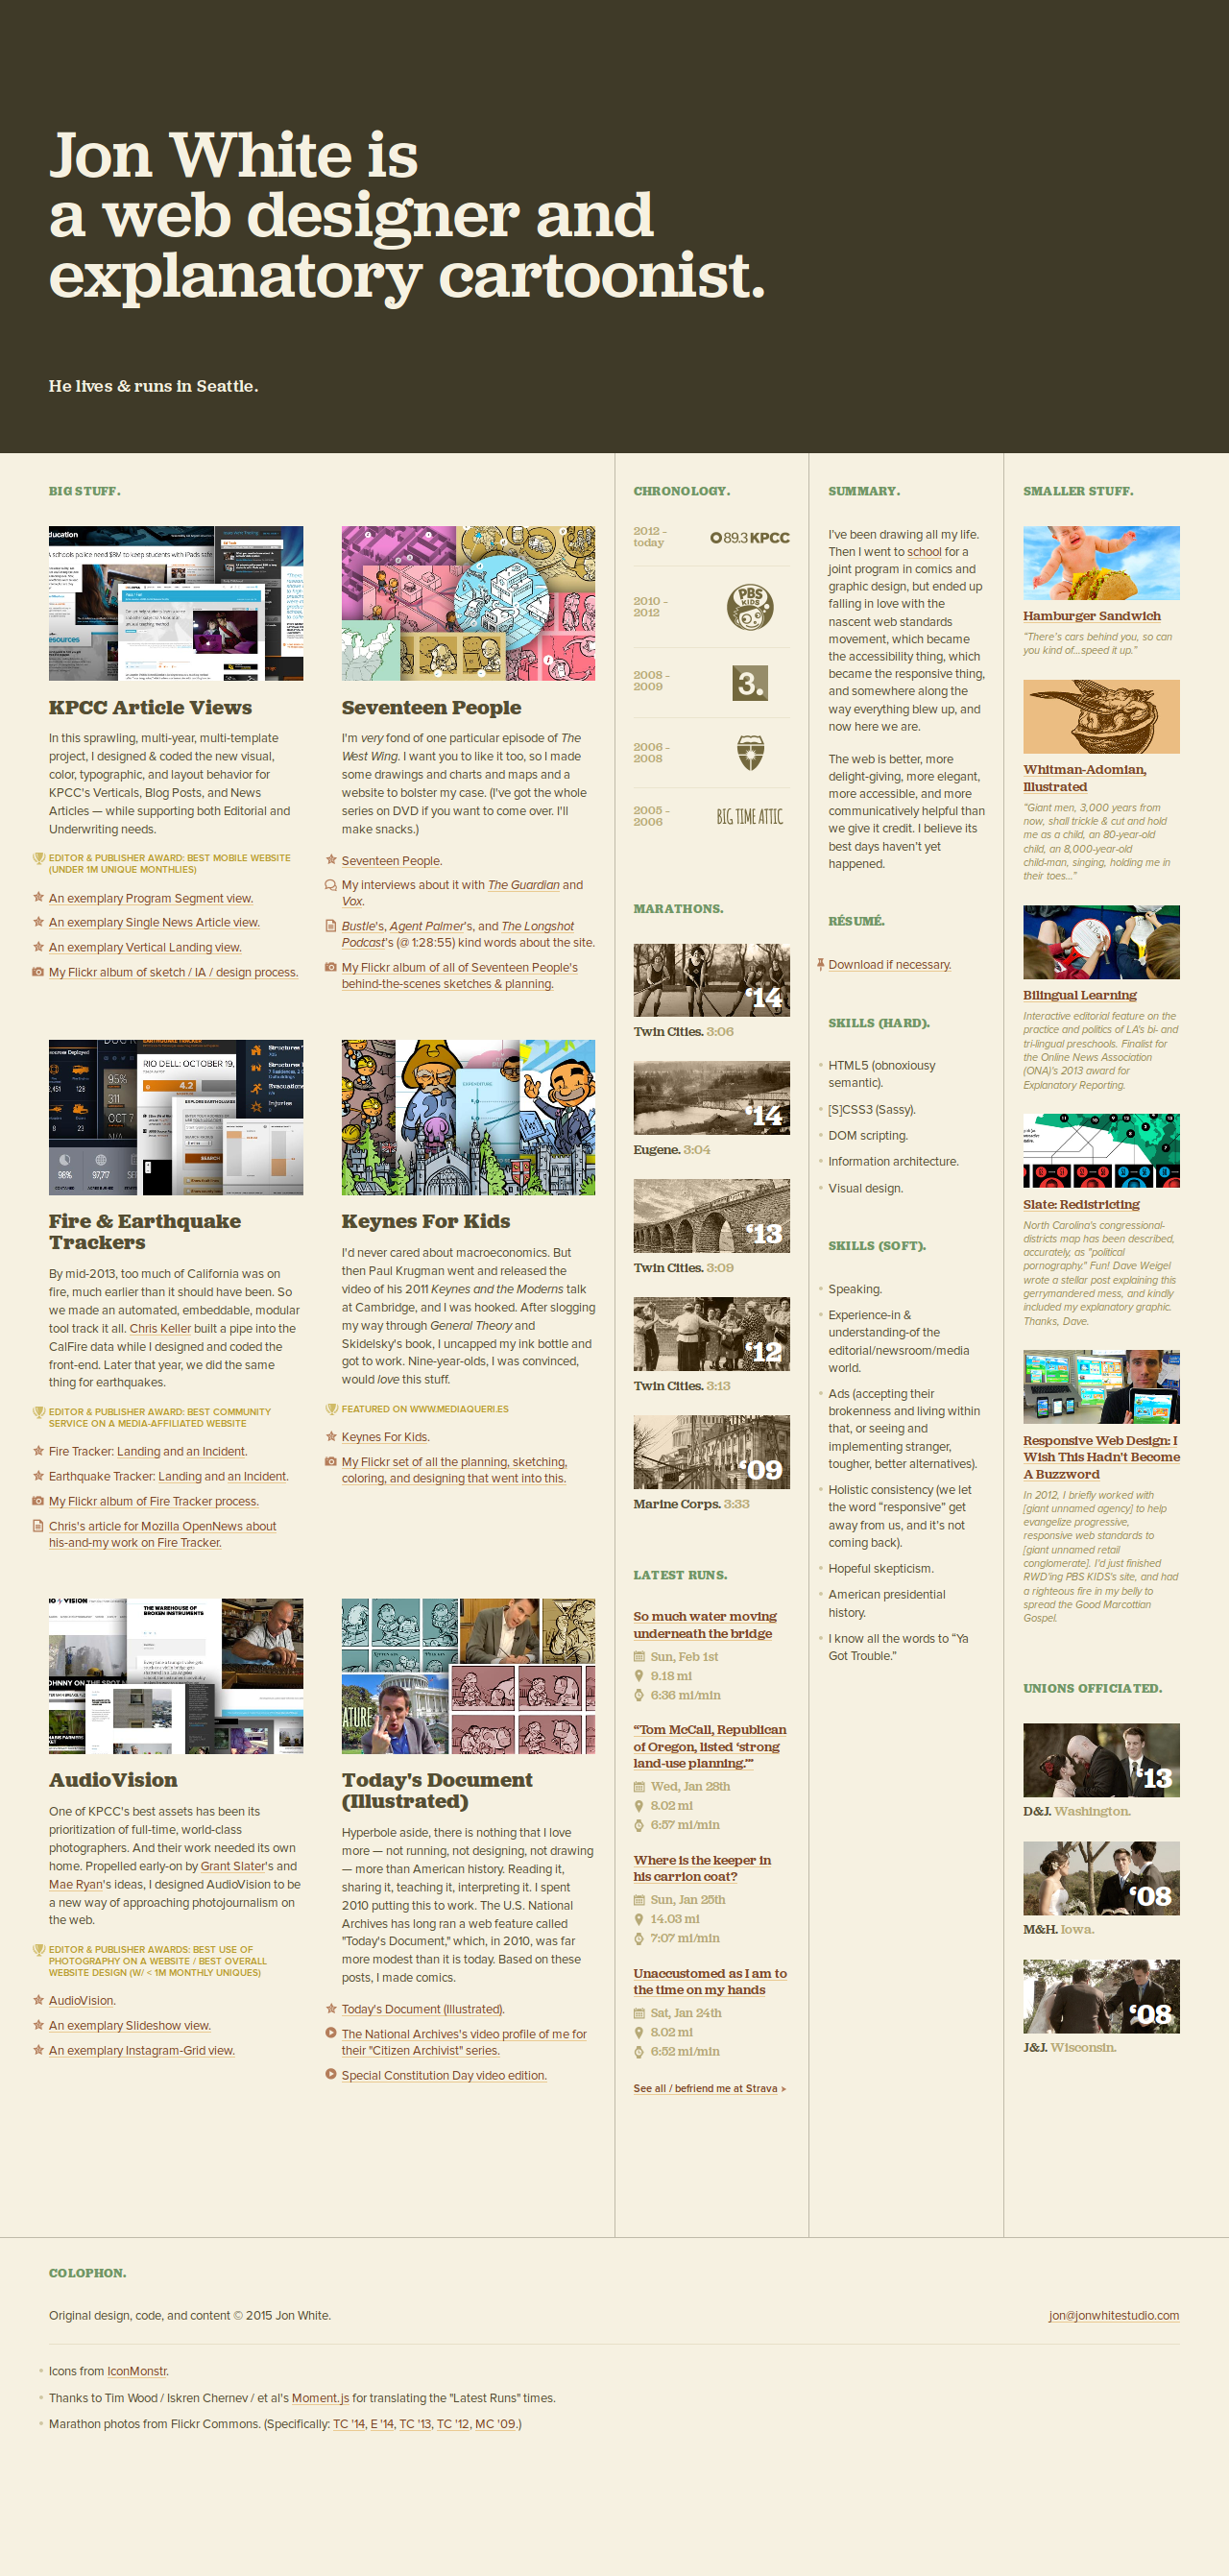 Jon White is
a web designer and
explanatory cartoonist.
He lives & runs in Seattle.
BIG STUFF.
KPCC Article Views
In this sprawling, multi-year, multi-template
project, I designed & coded the new visual,
color, typographic, and layout behavior for
KPCC's Verticals, Blog Posts, and News
Articles — while supporting both Editorial and
Underwriting needs.
EDITOR & PUBLISHER AWARD: BEST MOBILE WEBSITE
(UNDER 1M UNIQUE MONTHLIES)
An exemplary Program Segment view.
An exemplary Single News Article view.
An exemplary Vertical Landing view.
My Flickr album of sketch / IA / design process.
Seventeen People
I'm very fond of one particular episode of The
West Wing. I want you to like it too, so I made
some drawings and charts and maps and a
website to bolster my case. (I've got the whole
series on DVD if you want to come over. I'll
make snacks.)
Seventeen People.
My interviews about it with The Guardian and
Vox.
Bustle's, Agent Palmer's, and The Longshot
Podcast's (@ 1:28:55) kind words about the site.
My Flickr album of all of Seventeen People's
behind-the-scenes sketches & planning.
RIO DELL: OCTOBER 19,
4.2
Fire & Earthquake
Trackers
By mid-2013, too much of California was on
fire, much earlier than it should have been. So
we made an automated, embeddable, modular
tool track it all. Chris Keller built a pipe into the
CalFire data while I designed and coded the
front-end. Later that year, we did the same
thing for earthquakes.
EDITOR & PUBLISHER AWARD: BEST COMMUNITY
SERVICE ON A MEDIA-AFFILIATED WEBSITE
Fire Tracker: Landing and an Incident.
Earthquake Tracker: Landing and an Incident.
My Flickr album of Fire Tracker process.
Chris's article for Mozilla OpenNews about
his-and-my work on Fire Tracker.
Keynes For Kids
I'd never cared about macroeconomics. But
then Paul Krugman went and released the
video of his 2011 Keynes and the Moderns talk
at Cambridge, and I was hooked. After slogging
my way through General Theory and
Skidelsky's book, I uncapped my ink bottle and
got to work. Nine-year-olds, I was convinced,
would love this stuff.
FEATURED ON WWW.MEDIAQUERI.ES
Keynes For Kids.
My Flickr set of all the planning, sketching,
coloring, and designing that went into this.
THE WAREHOUSE OF
BROKEN INSTRUMENTS
AudioVision
One of KPCC's best assets has been its
prioritization of full-time, world-class
photographers. And their work needed its own
home. Propelled early-on by Grant Slater's and
Mae Ryan's ideas, I designed AudioVision to be
a new way of approaching photojournalism on
the web.
EDITOR & PUBLISHER AWARDS: BEST USE OF
PHOTOGRAPHY ON A WEBSITE / BEST OVERALL
WEBSITE DESIGN (W/ < 1M MONTHLY UNIQUES)
AudioVision.
An exemplary Slideshow view.
An exemplary Instagram-Grid view.
Today's Document
(Illustrated)
Hyperbole aside, there is nothing that I love
more — not running, not designing, not drawing
— more than American history. Reading it,
sharing it, teaching it, interpreting it. I spent
2010 putting this to work. The U.S. National
Archives has long ran a web feature called
"Today's Document," which, in 2010, was far
more modest than it is today. Based on these
posts, I made comics.
Today's Document (Illustrated).
The National Archives's video profile of me for
their "Citizen Archivist" series.
Special Constitution Day video edition.
CHRONOLOGY.
2012 -
today
89.3 KPCC
2010 -
2012
PBS
KIDS
2008 -
2009
3.
2006 -
2008
2005 -
2006
BIG TIME ATTIC
MARATHONS.
‘14
Twin Cities. 3:06
‘14
Eugene. 3:04
‘13
Twin Cities. 3:09
‘12
Twin Cities. 3:13
‘09
Marine Corps. 3:33
LATEST RUNS.
So much water moving
underneath the bridge
Sun, Feb 1st
9.18 mi
6:36 mi/min
“Tom McCall, Republican
of Oregon, listed ‘strong
land-use planning.’”
Wed, Jan 28th
8.02 mi
6:57 mi/min
Where is the keeper in
his carrion coat?
Sun, Jan 25th
14.03 mi
7:07 mi/min
Unaccustomed as I am to
the time on my hands
Sat, Jan 24th
8.02 mi
6:52 mi/min
See all / befriend me at Strava >
SUMMARY.
I've been drawing all my life.
Then I went to school for a
joint program in comics and
graphic design, but ended up
falling in love with the
nascent web standards
movement, which became
the accessibility thing, which
became the responsive thing,
and somewhere along the
way everything blew up, and
now here we are.
The web is better, more
delight-giving, more elegant,
more accessible, and more
communicatively helpful than
we give it credit. I believe its
best days haven't yet
happened.
RÉSUMÉ.
Download if necessary.
SKILLS (HARD).
HTML5 (obnoxiousy
semantic).
[S]CSS3 (Sassy).
DOM scripting.
Information architecture.
Visual design.
SKILLS (SOFT).
Speaking.
Experience-in &
understanding-of the
editorial/newsroom/media
world.
Ads (accepting their
brokenness and living within
that, or seeing and
implementing stranger,
tougher, better alternatives).
Holistic consistency (we let
the word “responsive” get
away from us, and it's not
coming back).
Hopeful skepticism.
American presidential
history.
I know all the words to “Ya
Got Trouble.”
SMALLER STUFF.
Hamburger Sandwich
“There's cars behind you, so can
you kind of...speed it up.”
Whitman-Adomian,
Illustrated
“Giant men, 3,000 years from
now, shall trickle & cut and hold
me as a child, an 80-year-old
child, an 8,000-year-old
child-man, singing, holding me in
their toes...”
Bilingual Learning
Interactive editorial feature on the
practice and politics of LA's bi- and
tri-lingual preschools. Finalist for
the Online News Association
(ONA)'s 2013 award for
Explanatory Reporting.
Slate: Redistricting
North Carolina's congressional-
districts map has been described,
accurately, as "political
pornography." Fun! Dave Weigel
wrote a stellar post explaining this
gerrymandered mess, and kindly
included my explanatory graphic.
Thanks, Dave.
Responsive Web Design: I
Wish This Hadn't Become
A Buzzword
In 2012, I briefly worked with
[giant unnamed agency] to help
evangelize progressive,
responsive web standards to
[giant unnamed retail
conglomerate]. I'd just finished
RWD'ing PBS KIDS's site, and had
a righteous fire in my belly to
spread the Good Marcottian
Gospel.
UNIONS OFFICIATED.
‘13
D&J. Washington.
‘08
M&H. Iowa.
‘08
J&J. Wisconsin.
COLOPHON.
Original design, code, and content © 2015 Jon White.
jon@jonwhitestudio.com
Icons from IconMonstr.
Thanks to Tim Wood / Iskren Chernev / et al's Moment.js for translating the "Latest Runs" times.
Marathon photos from Flickr Commons. (Specifically: TC '14, E '14, TC '13, TC '12, MC '09.)